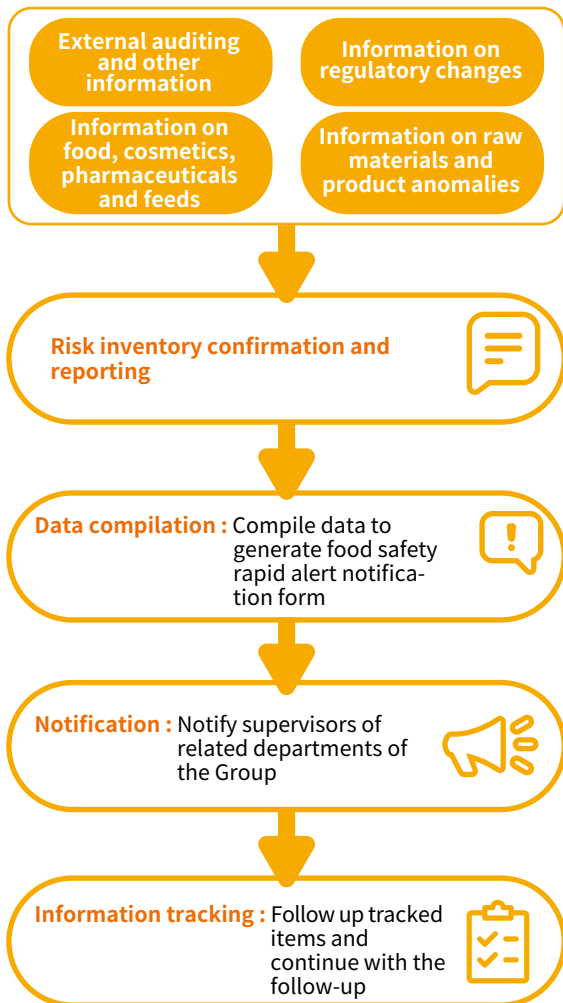 External auditing
and other
information
Information on
regulatory changes
Information on
food, cosmetics,
pharmaceuticals
and feeds
Information on raw
materials and
product anomalies
Risk inventory confirmation and
reporting
Data compilation : Compile data to
generate food safety
rapid alert notifica-
tion form
Notification : Notify supervisors of
related departments of
the Group
Information tracking : Follow up tracked
items and
continue with the
follow-up